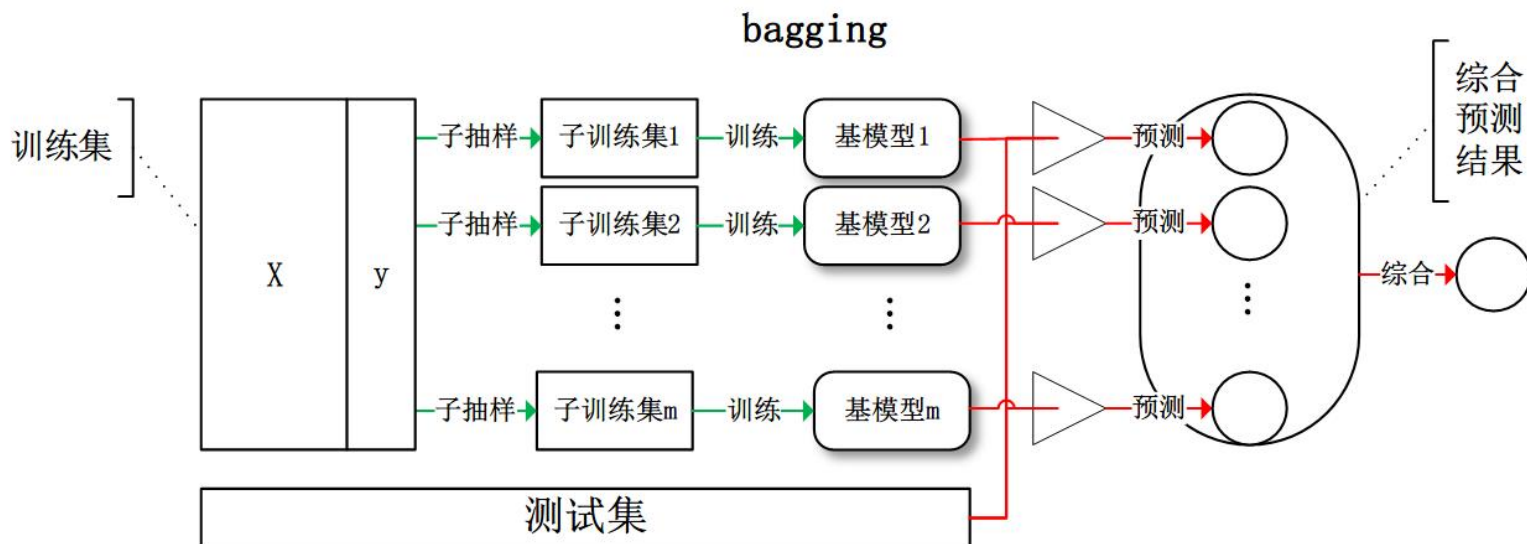 bagging
训练集
X
y
子抽样
子训练集1
训练
基模型1
预测
综合
预测
结果
子抽样
子训练集2
训练
基模型2
预测
综合
子抽样
子训练集m
训练
基模型m
预测
测试集